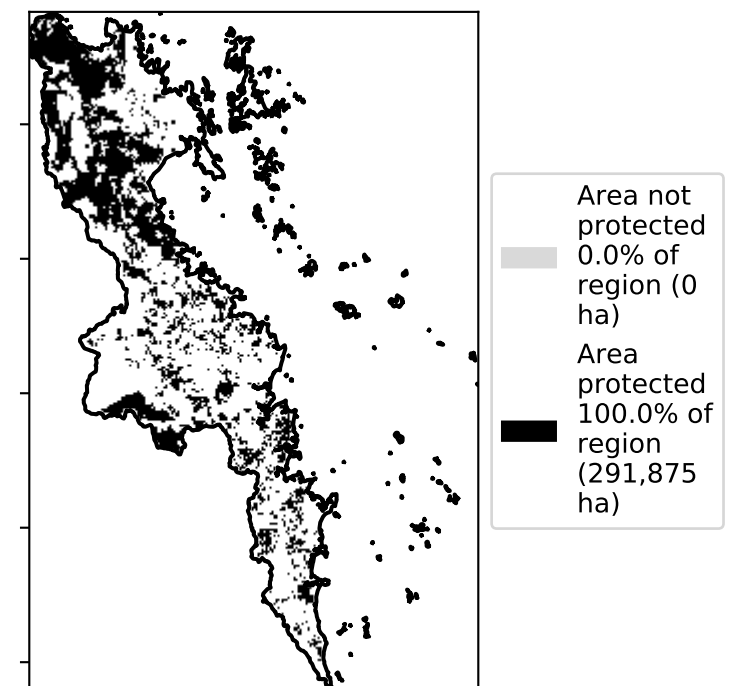 Area not
protected
0.0% of
region (0
ha)
Area
protected
100.0% of
region
(291,875
ha)